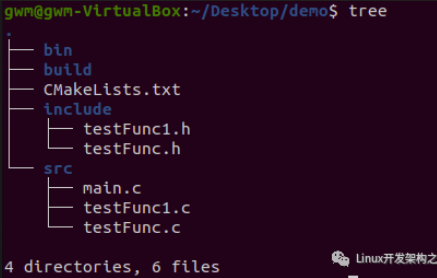 gwm@gwm-VirtualBox:~/Desktop/demo$ tree
.
├── bin
├── build
├── CMakeLists.txt
├── include
│   ├── testFunc1.h
│   └── testFunc.h
└── src
    ├── main.c
    ├── testFunc1.c
    └── testFunc.c
4 directories, 6 files
Linux开发架构之